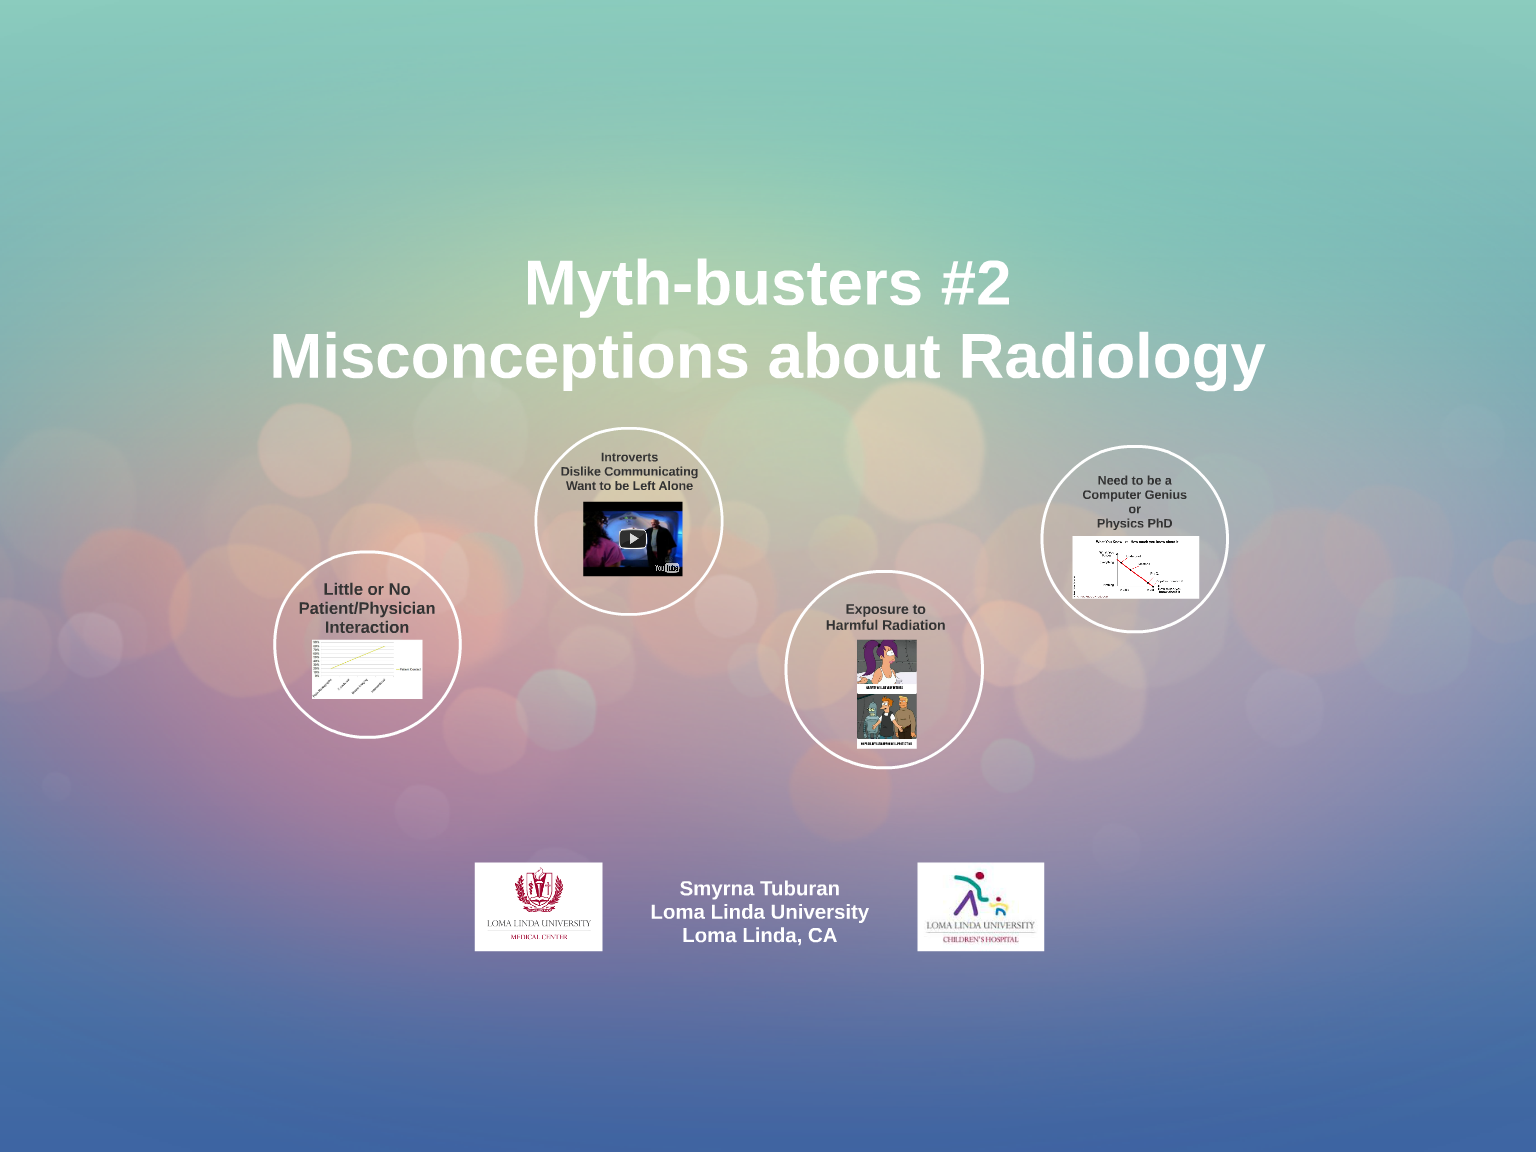 Myth-busters #2
Misconceptions about Radiology
Introverts
Dislike Communicating
Want to be Left Alone
YouTube
Need to be a
Computer Genius
or
Physics PhD
Little or No
Patient/Physician
Interaction
Exposure to
Harmful Radiation
LOMA LINDA UNIVERSITY
MEDICAL CENTER
Smyrna Tuburan
Loma Linda University
Loma Linda, CA
LOMA LINDA UNIVERSITY
CHILDREN'S HOSPITAL